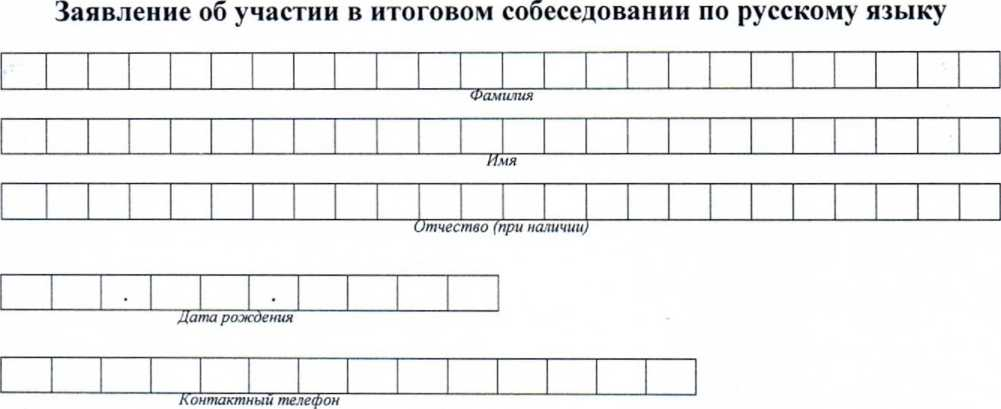 Заявление об участии в итоговом собеседовании по русскому языку
Фамилия
Имя
Отчество (при наличии)
. .
Дата рождения
Контактный телефон